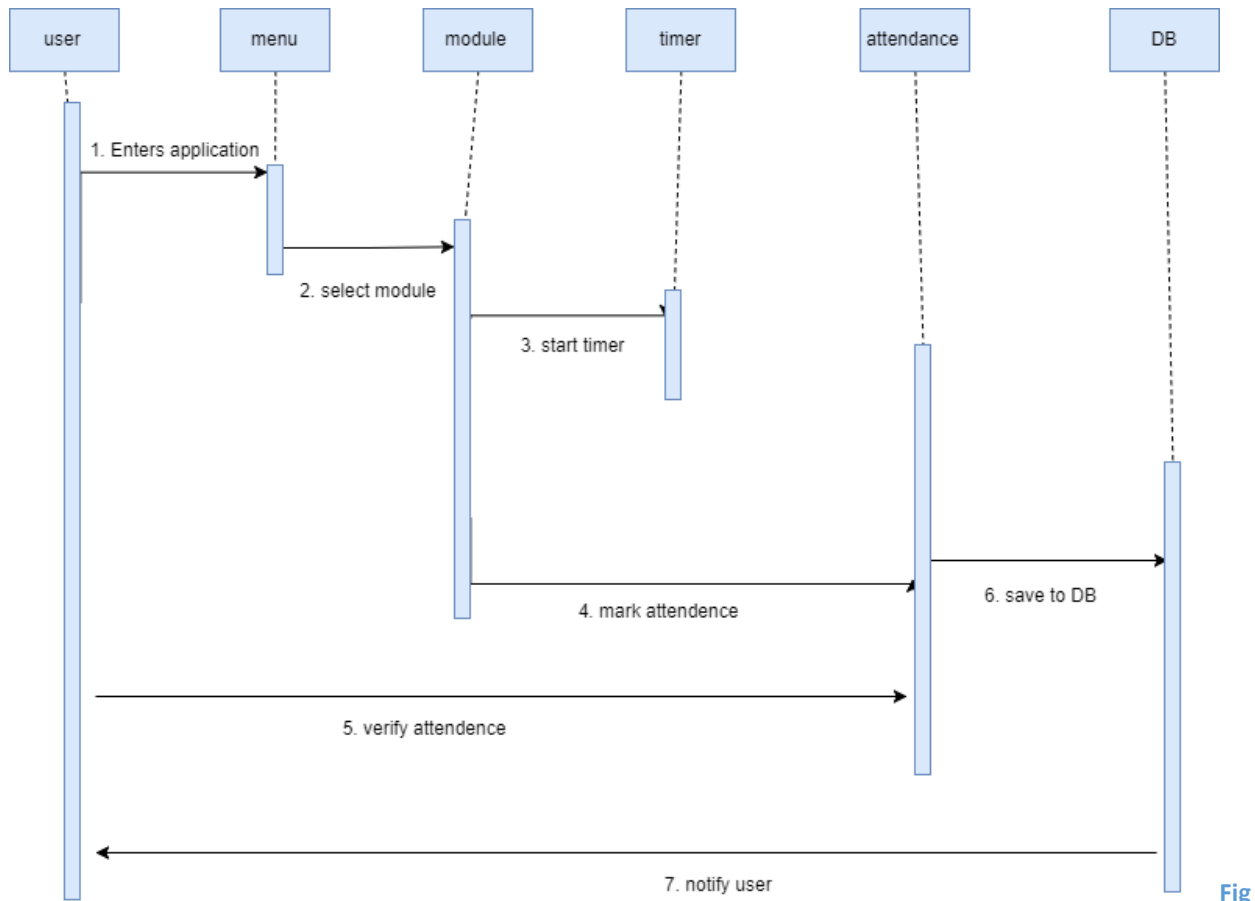 user
menu
module
timer
attendance
DB
1. Enters application
2. select module
3. start timer
6. save to DB
4. mark attendence
5. verify attendence
7. notify user
Fig